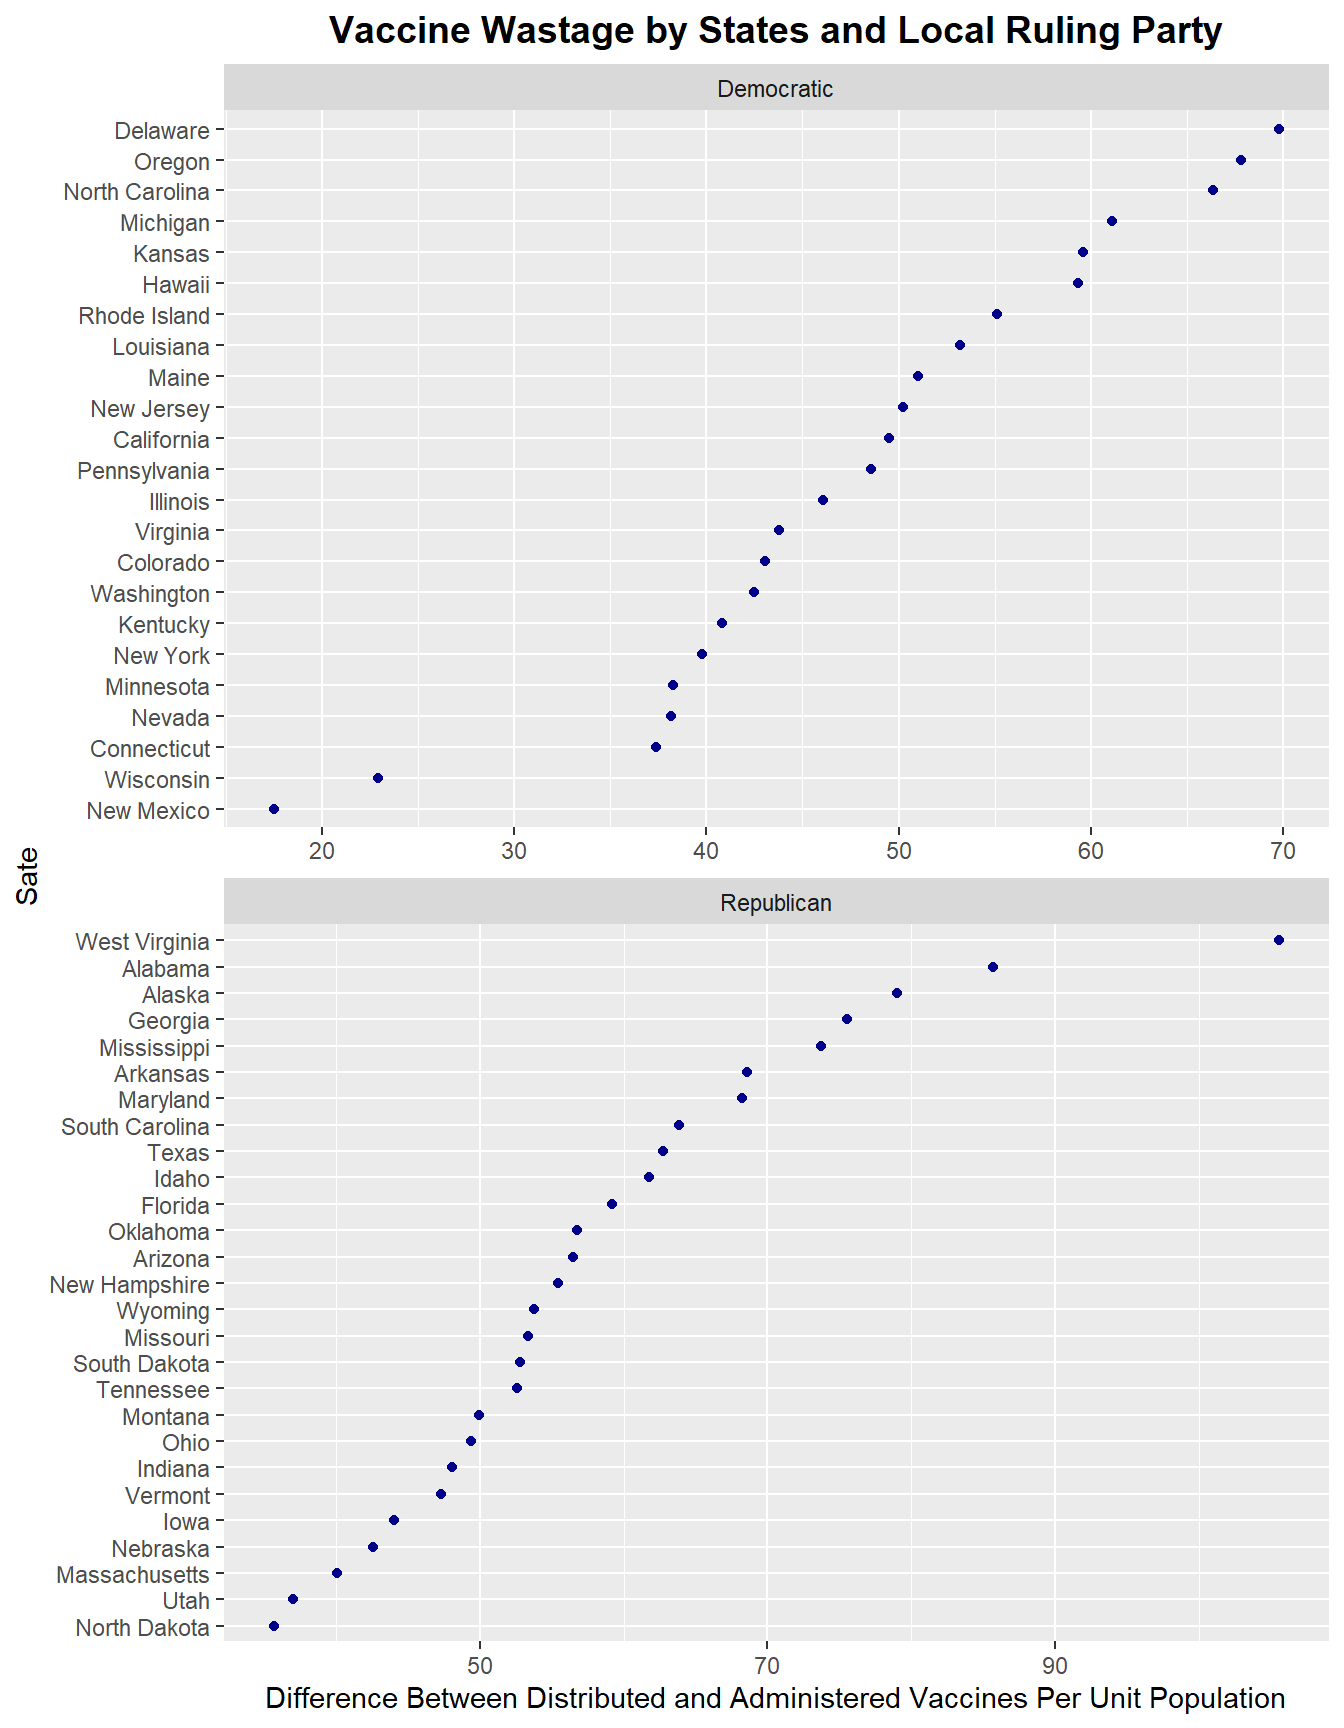 Vaccine Wastage by States and Local Ruling Party
Democratic
Delaware
Oregon
North Carolina
Michigan
Kansas
Hawaii
Rhode Island
Louisiana
Maine
New Jersey
California
Pennsylvania
Illinois
Virginia
Colorado
Washington
Kentucky
New York
Minnesota
Nevada
Connecticut
Wisconsin
New Mexico
20 30 40 50 60 70
Sate
Republican
West Virginia
Alabama
Alaska
Georgia
Mississippi
Arkansas
Maryland
South Carolina
Texas
Idaho
Florida
Oklahoma
Arizona
New Hampshire
Wyoming
Missouri
South Dakota
Tennessee
Montana
Ohio
Indiana
Vermont
Iowa
Nebraska
Massachusetts
Utah
North Dakota
50 70 90
Difference Between Distributed and Administered Vaccines Per Unit Population